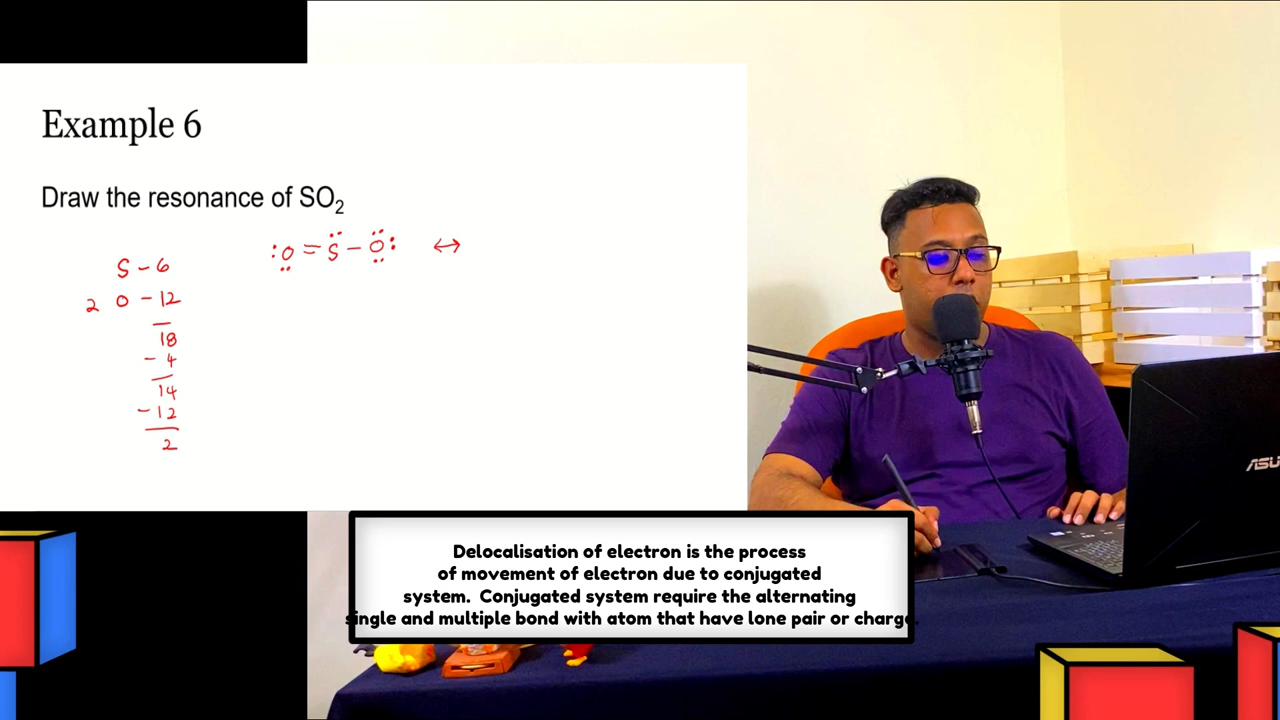 Example 6
Draw the resonance of SO₂
:Ö̤ = S̈ – Ö̤: ↔
S – 6
2 O – 12
18
– 4
14
– 12
2
ASU
Delocalisation of electron is the process
of movement of electron due to conjugated
system. Conjugated system require the alternating
single and multiple bond with atom that have lone pair or charge.